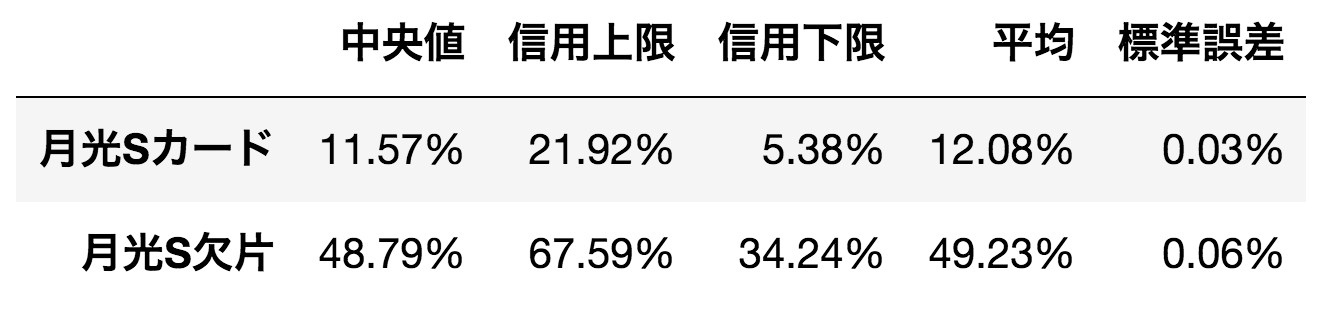 中央値 信用上限 信用下限 平均 標準誤差
月光Sカード 11.57% 21.92% 5.38% 12.08% 0.03%
月光S欠片 48.79% 67.59% 34.24% 49.23% 0.06%